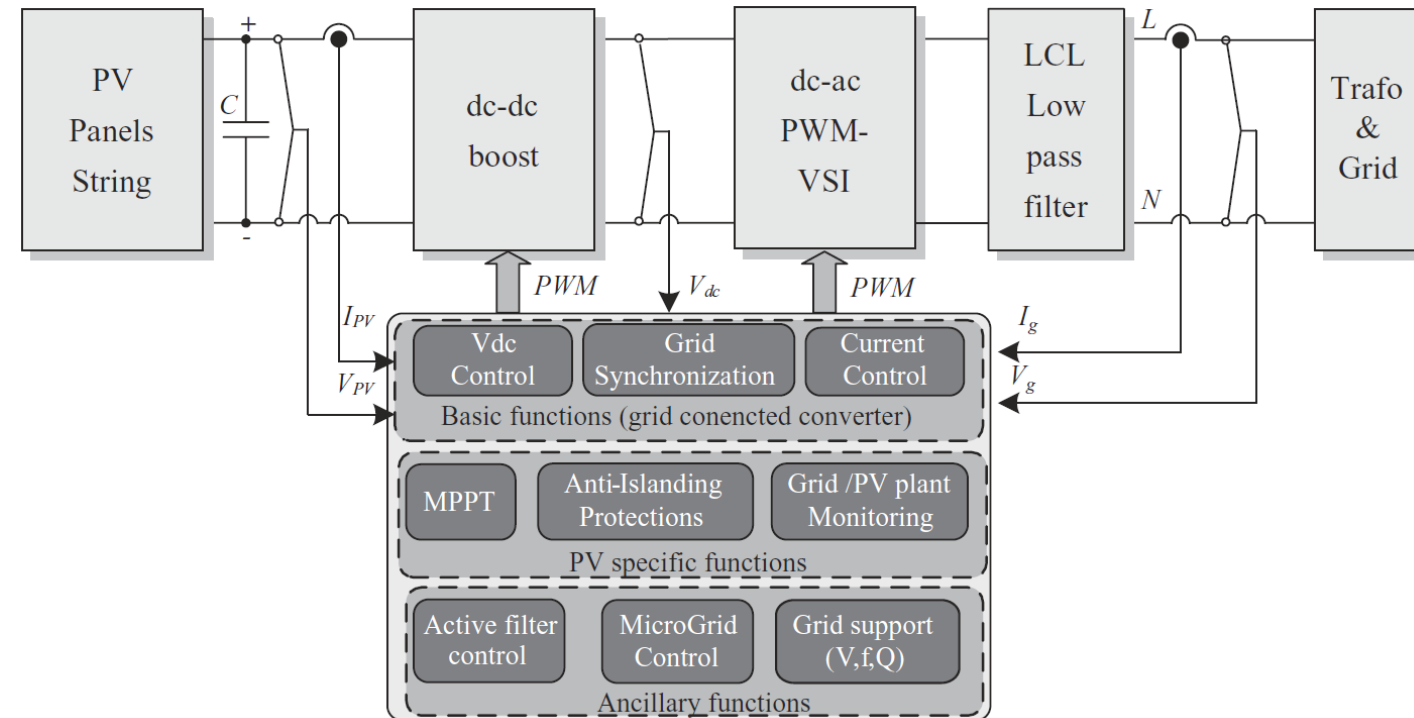 PV
Panels
String
+
C
-
dc-dc
boost
dc-ac
PWM-
VSI
LCL
Low
pass
filter
L
N
Trafo
&
Grid
PWM
Vdc
PWM
IPV
VPV
Ig
Vg
Vdc
Control
Grid
Synchronization
Current
Control
Basic functions (grid conencted converter)
MPPT
Anti-Islanding
Protections
Grid /PV plant
Monitoring
PV specific functions
Active filter
control
MicroGrid
Control
Grid support
(V,f,Q)
Ancillary functions